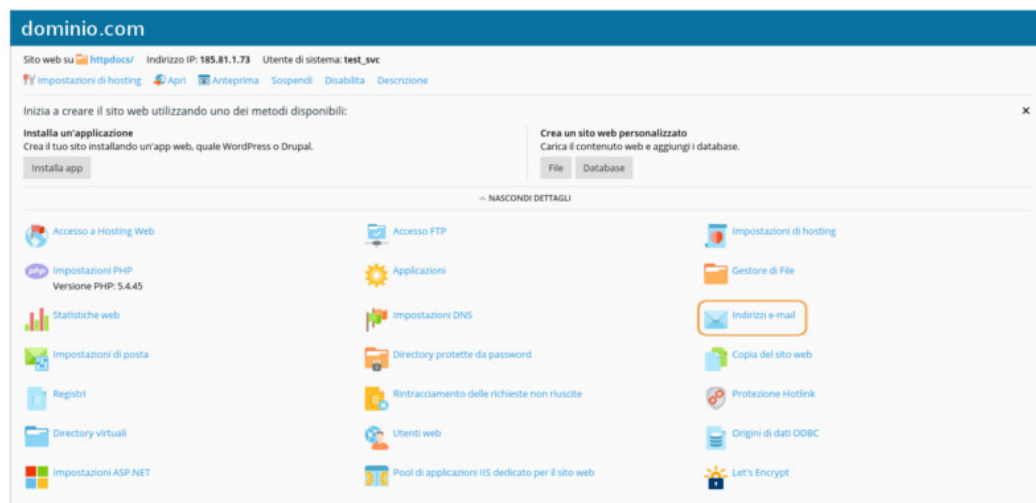 dominio.com
Sito web su httpdocs/ Indirizzo IP: 185.81.1.73 Utente di sistema: test_svc
Impostazioni di hosting Apri Anteprima Sospendi Disabilita Descrizione
Inizia a creare il sito web utilizzando uno dei metodi disponibili:
Installa un'applicazione
Crea il tuo sito installando un'app web, quale WordPress o Drupal.
Installa app
Crea un sito web personalizzato
Carica il contenuto web e aggiungi i database.
File Database
NASCONDI DETTAGLI
Accesso a Hosting Web Accesso FTP Impostazioni di hosting
php Impostazioni PHP Applicazioni Gestore di File
Versione PHP: 5.4.45
Statistiche web Impostazioni DNS Indirizzi e-mail
Impostazioni di posta Directory protette da password Copia del sito web
Registri Rintracciamento delle richieste non riuscite Protezione Hotlink
Directory virtuali Utenti web Origini di dati ODBC
Impostazioni ASP.NET Pool di applicazioni IIS dedicato per il sito web Let's Encrypt